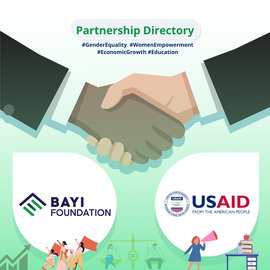 Partnership Directory
#GenderEquality #WomenEmpowerment
#EconomicGrowth #Education
BAYI
FOUNDATION
USAID
FROM THE AMERICAN PEOPLE